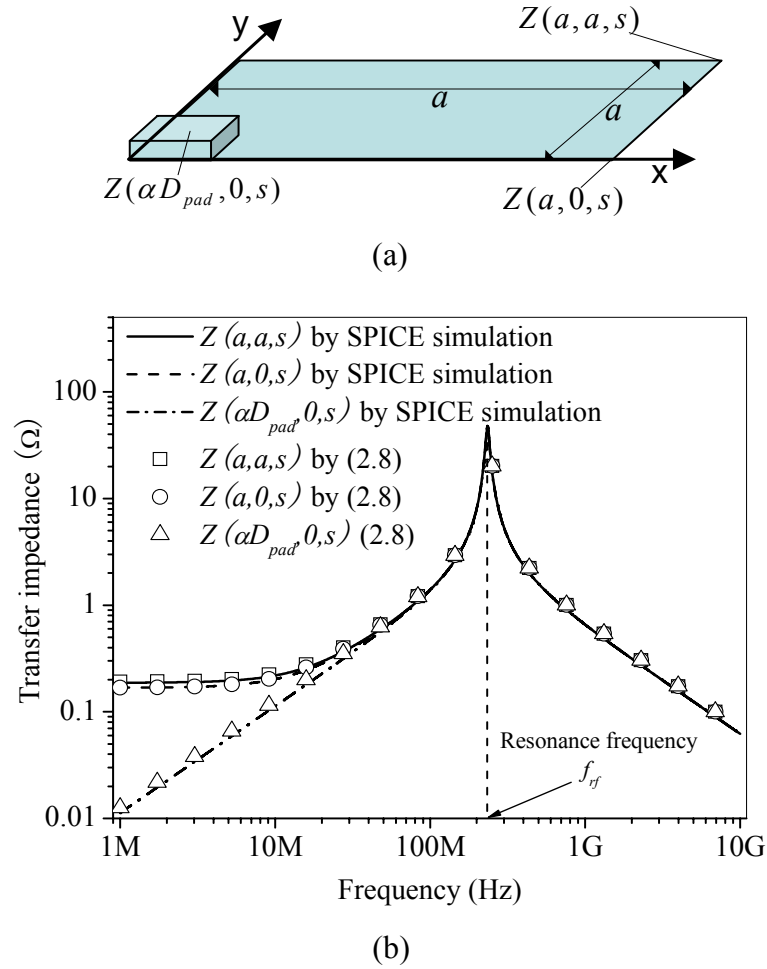 y
Z(a,a,s)
a
a
x
Z(αD_pad,0,s)
Z(a,0,s)
(a)
Z(a,a,s) by SPICE simulation
Z(a,0,s) by SPICE simulation
Z(αD_pad,0,s) by SPICE simulation
Z(a,a,s) by (2.8)
Z(a,0,s) by (2.8)
Z(αD_pad,0,s) (2.8)
Transfer impedance (Ω)
100
10
1
0.1
0.01
Resonance frequency
f_rf
1M 10M 100M 1G 10G
Frequency (Hz)
(b)